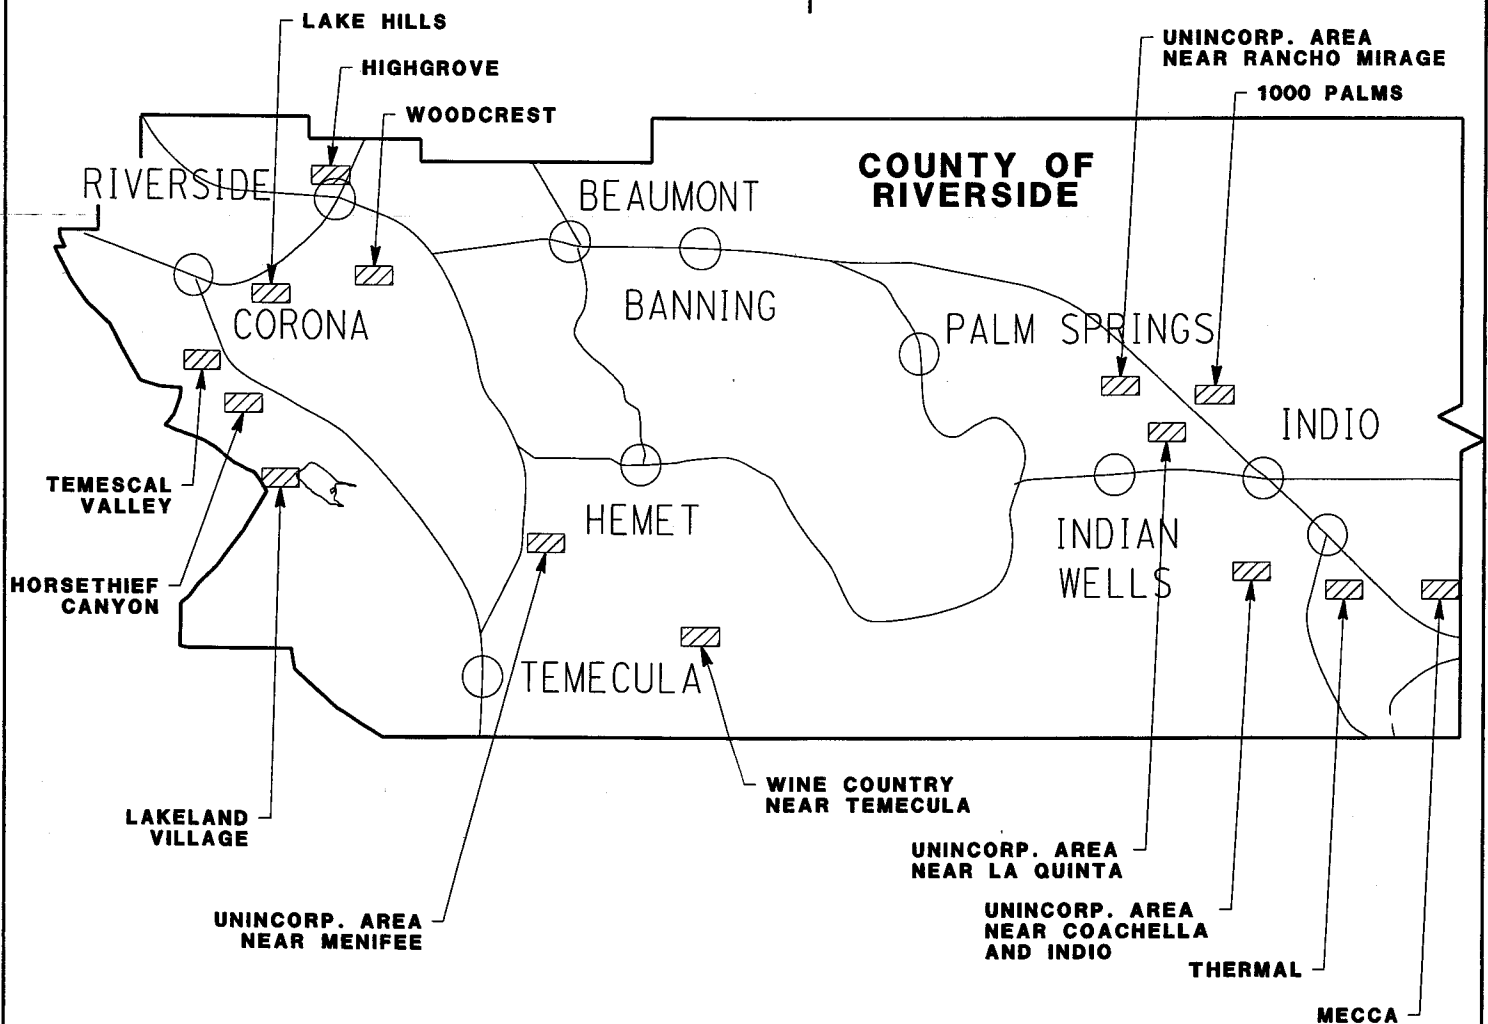 LAKE HILLS
HIGHGROVE
WOODCREST
UNINCORP. AREA
NEAR RANCHO MIRAGE
1000 PALMS
COUNTY OF
RIVERSIDE
RIVERSIDE
BEAUMONT
BANNING
CORONA
PALM SPRINGS
INDIO
TEMESCAL
VALLEY
HEMET
INDIAN
WELLS
HORSETHIEF
CANYON
TEMECULA
WINE COUNTRY
NEAR TEMECULA
LAKELAND
VILLAGE
UNINCORP. AREA
NEAR LA QUINTA
UNINCORP. AREA
NEAR MENIFEE
UNINCORP. AREA
NEAR COACHELLA
AND INDIO
THERMAL
MECCA